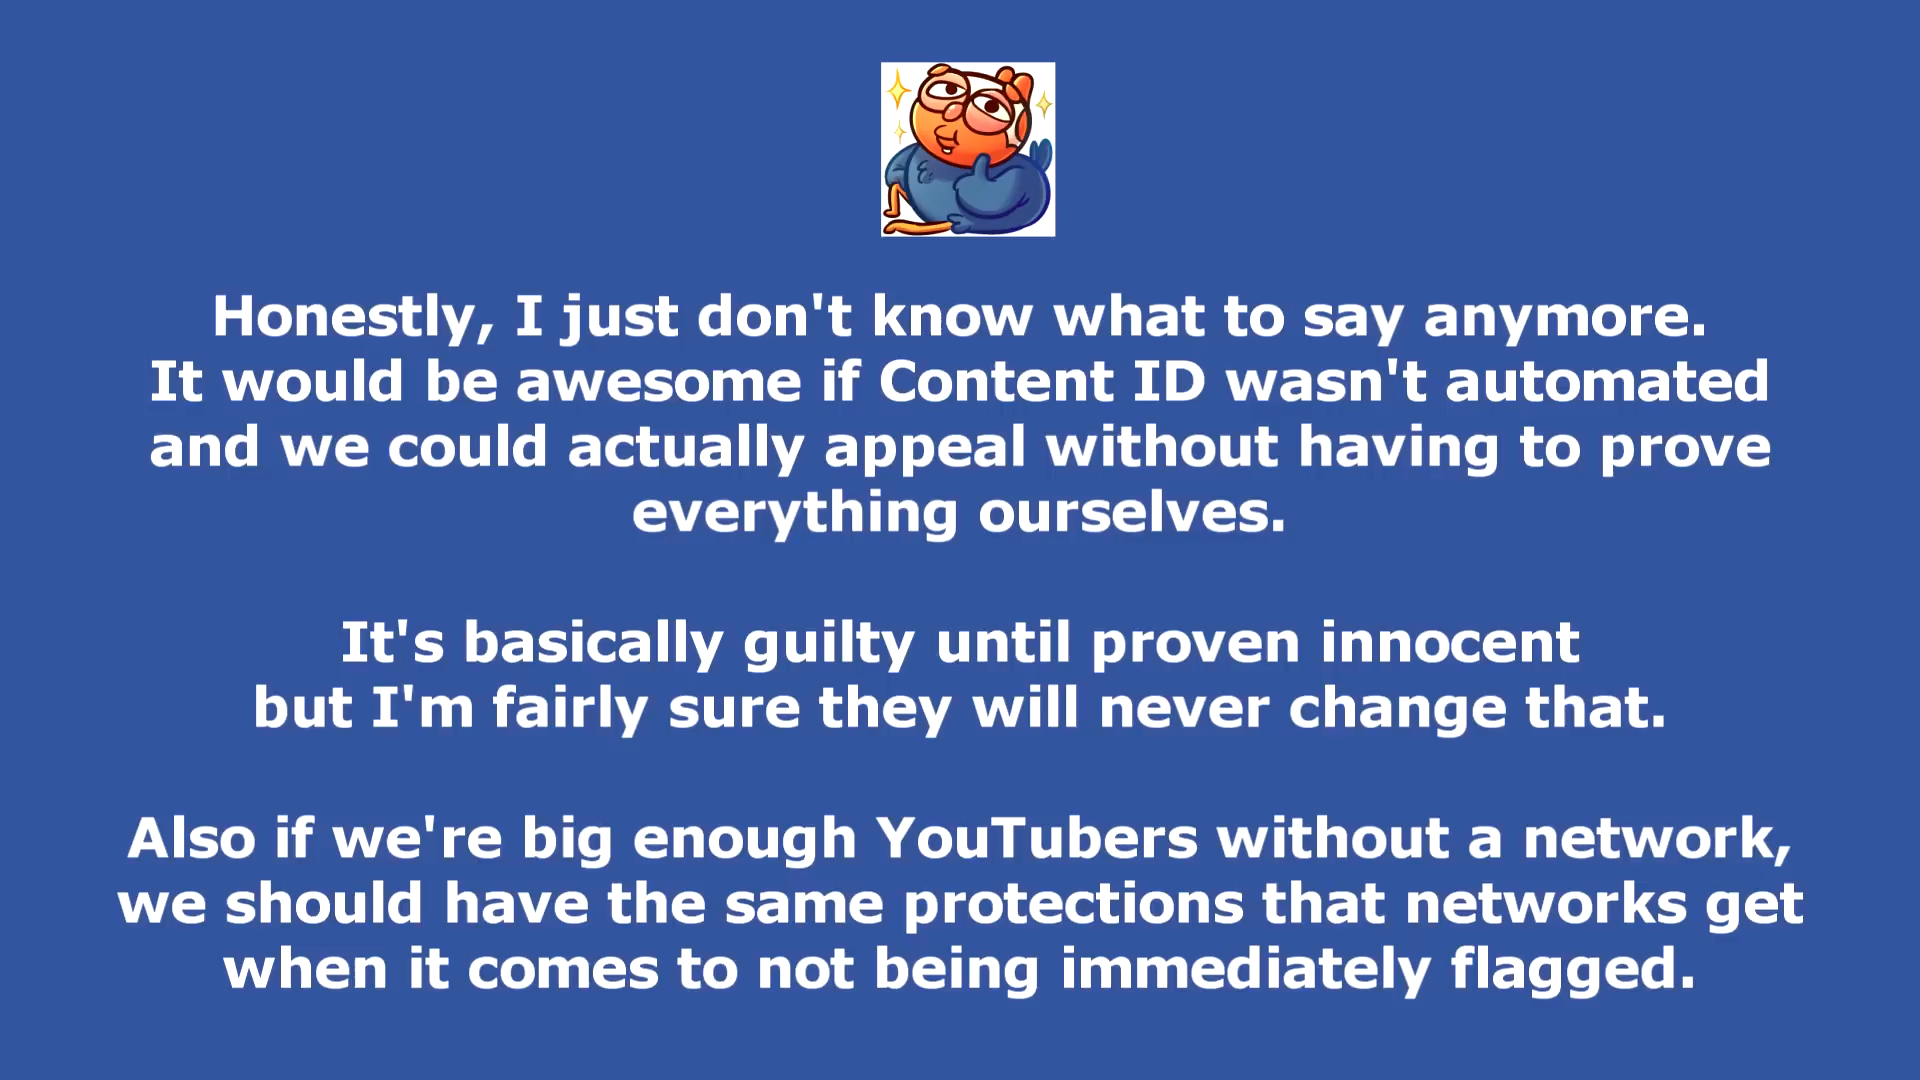 Honestly, I just don't know what to say anymore.
It would be awesome if Content ID wasn't automated
and we could actually appeal without having to prove
everything ourselves.
It's basically guilty until proven innocent
but I'm fairly sure they will never change that.
Also if we're big enough YouTubers without a network,
we should have the same protections that networks get
when it comes to not being immediately flagged.